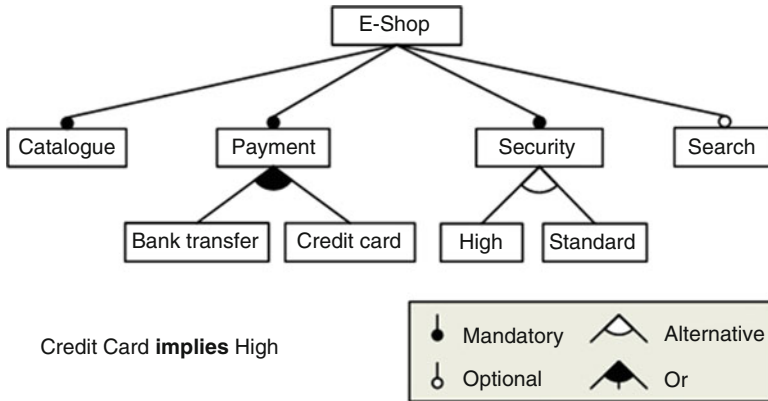 E-Shop
Catalogue Payment Security Search
Bank transfer Credit card High Standard
Credit Card implies High
Mandatory Alternative
Optional Or